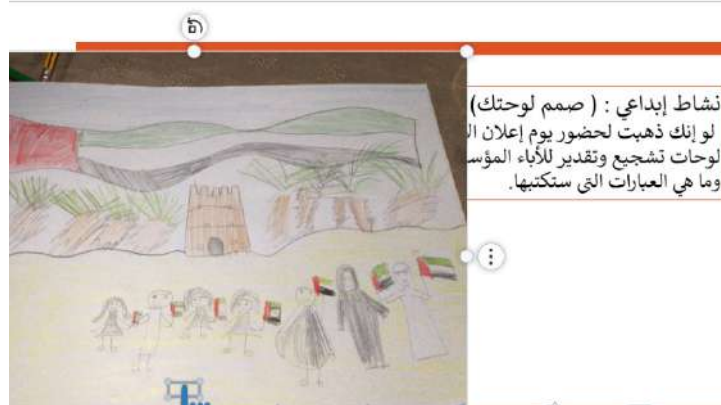 نشاط إبداعي : ( صمم لوحتك)
لو إنك ذهبت لحضور يوم إعلان
لوحات تشجيع وتقدير للأباء
وما هي العبارات التي ستكتبها.